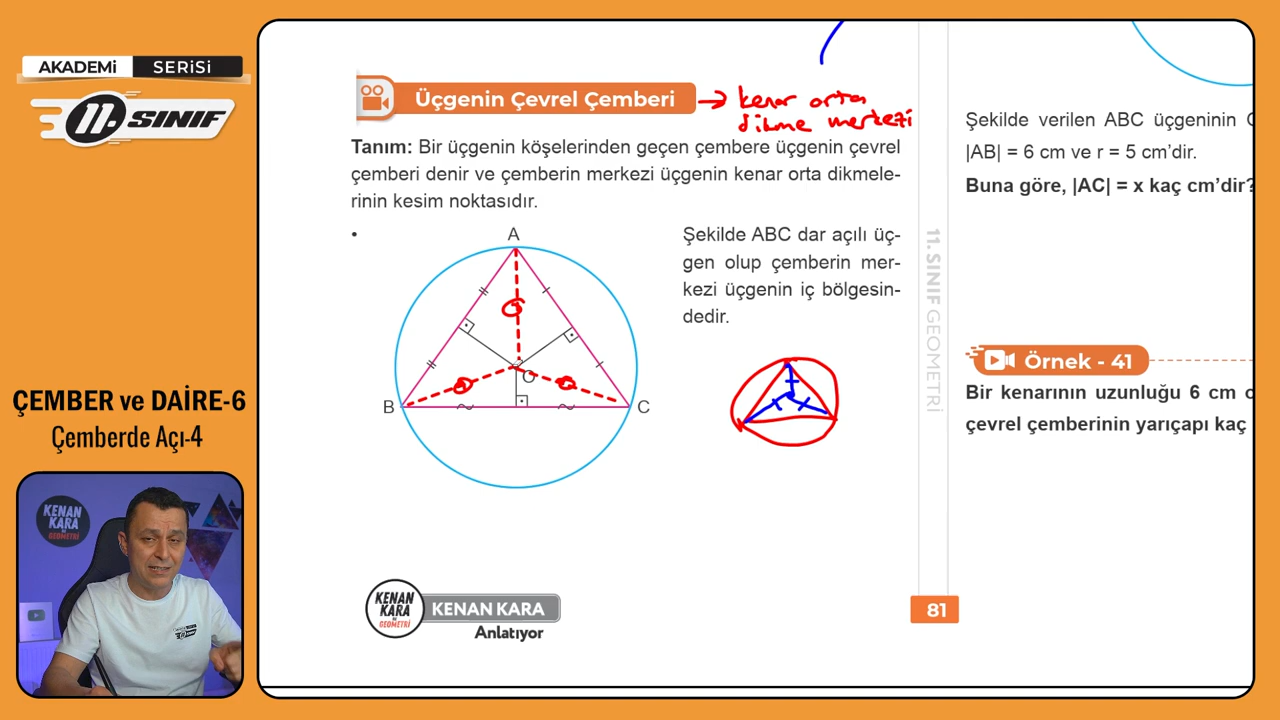 AKADEMİ SERİSİ
11. SINIF
ÇEMBER ve DAİRE-6
Çemberde Açı-4
KENAN
KARA
ile
GEOMETRİ
Üçgenin Çevrel Çemberi → kenar orta
dikme merkezi
Tanım: Bir üçgenin köşelerinden geçen çembere üçgenin çevrel
çemberi denir ve çemberin merkezi üçgenin kenar orta dikmele-
rinin kesim noktasıdır.
A
B
C
O
Şekilde ABC dar açılı üç-
gen olup çemberin mer-
kezi üçgenin iç bölgesin-
dedir.
KENAN
KARA
ile
GEOMETRİ
KENAN KARA
Anlatıyor
81
11. SINIF GEOMETRİ
Şekilde verilen ABC üçgeninin
|AB| = 6 cm ve r = 5 cm'dir.
Buna göre, |AC| = x kaç cm'dir?
Örnek - 41
Bir kenarının uzunluğu 6 cm
çevrel çemberinin yarıçapı kaç